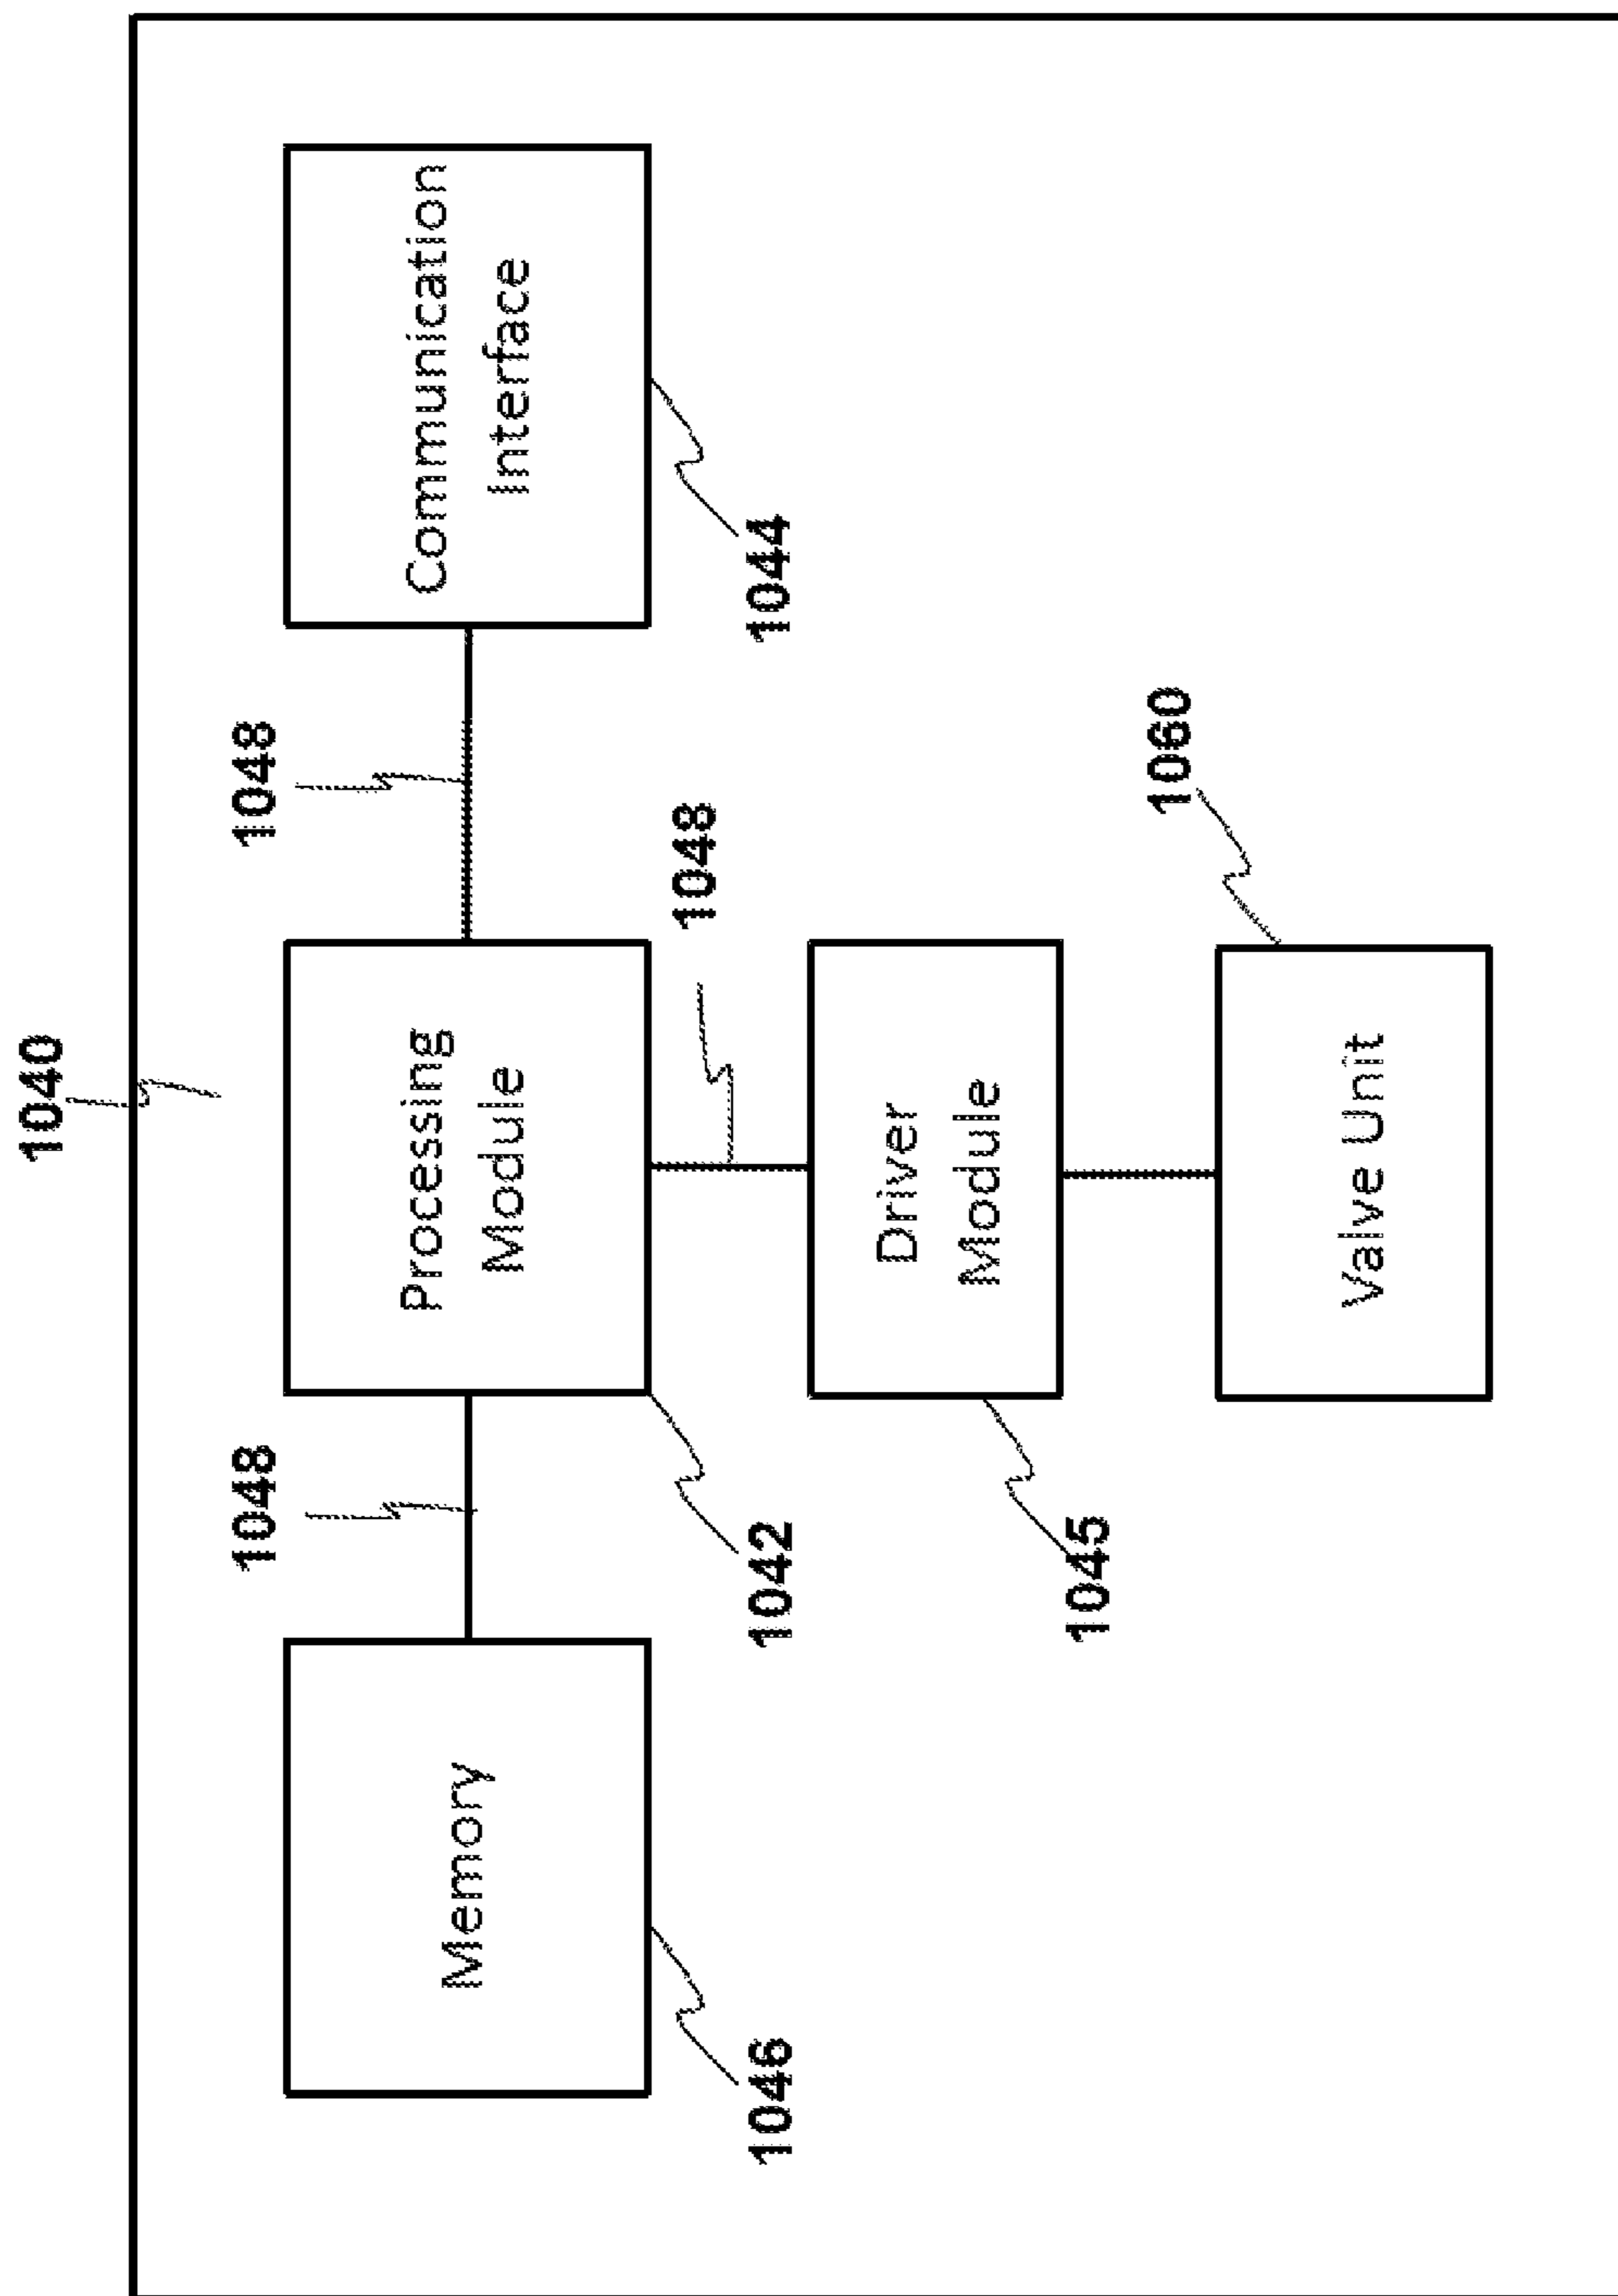 1040
1048
1048
Memory
Processing
Module
Communication
Interface
1048
1046
1042
1044
Driver
Module
1045
1060
Valve Unit